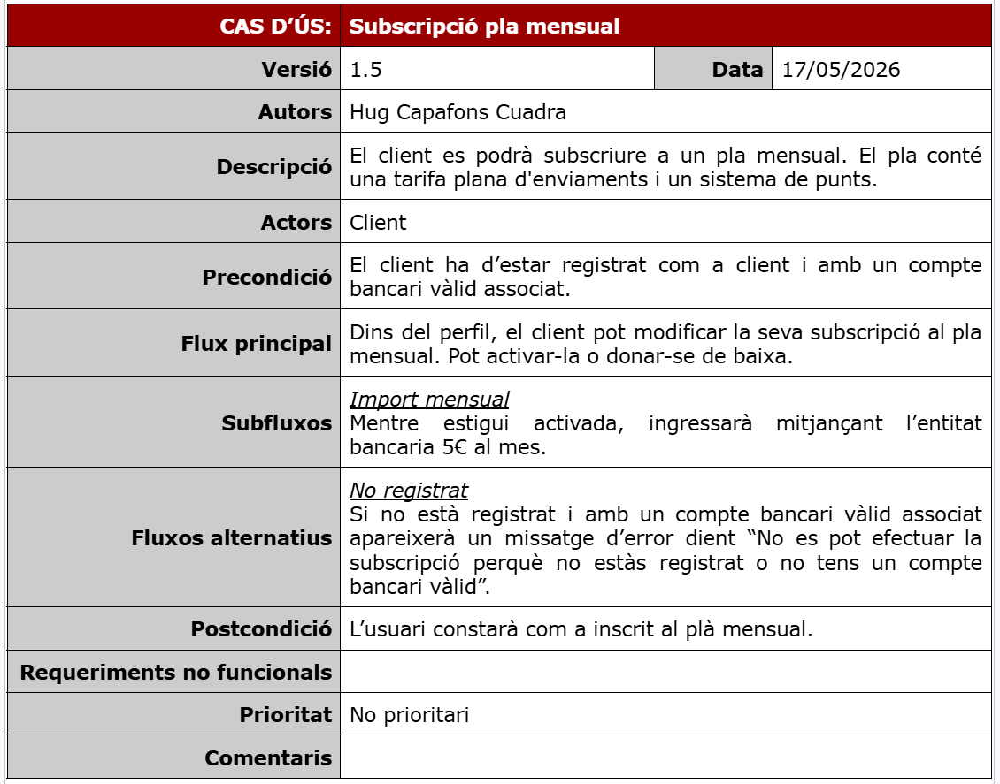 CAS D’ÚS: Subscripció pla mensual
Versió 1.5 Data 17/05/2026
Autors Hug Capafons Cuadra
Descripció El client es podrà subscriure a un pla mensual. El pla conté
una tarifa plana d'enviaments i un sistema de punts.
Actors Client
Precondició El client ha d’estar registrat com a client i amb un compte
bancari vàlid associat.
Flux principal Dins del perfil, el client pot modificar la seva subscripció al pla
mensual. Pot activar-la o donar-se de baixa.
Subfluxos Import mensual
Mentre estigui activada, ingressarà mitjançant l’entitat
bancaria 5€ al mes.
Fluxos alternatius No registrat
Si no està registrat i amb un compte bancari vàlid associat
apareixerà un missatge d’error dient “No es pot efectuar la
subscripció perquè no estàs registrat o no tens un compte
bancari vàlid”.
Postcondició L’usuari constarà com a inscrit al plà mensual.
Requeriments no funcionals
Prioritat No prioritari
Comentaris